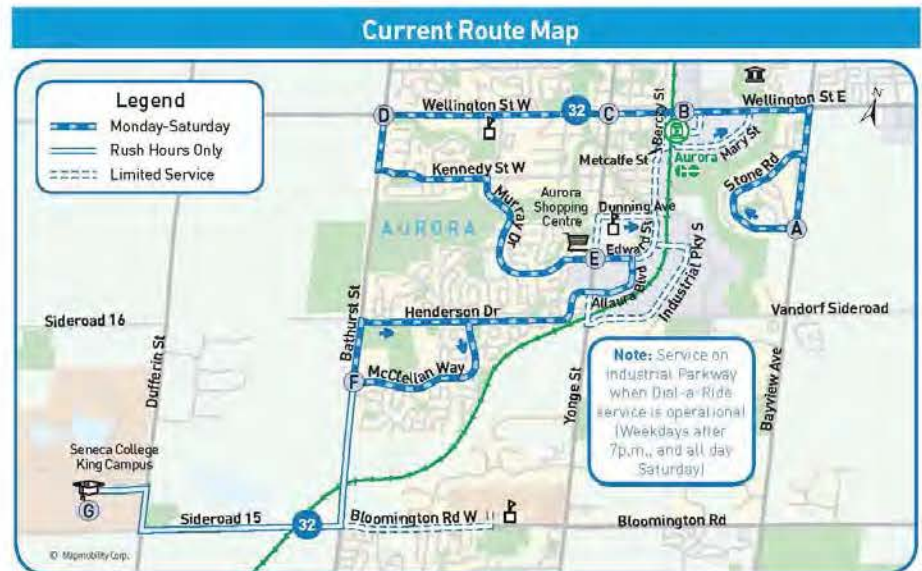 Current Route Map
Legend
Monday-Saturday
Rush Hours Only
Limited Service
D
Wellington St W
32
C
B
Wellington St E
N
Berczy St
Mary St
Metcalfe St
Aurora
Stone Rd
Kennedy St W
Murray Dr
Aurora
Shopping
Centre
Dunning Ave
AURORA
A
E
Edward St
Allaura Blvd
Industrial Pky S
Henderson Dr
Sideroad 16
Vandorf Sideroad
Bathurst St
Dufferin St
McClellan Way
F
Yonge St
Bayview Ave
Note: Service on
Industrial Parkway
when Dial-a-Ride
service is operational
(Weekdays after
7p.m., and all day
Saturday)
Seneca College
King Campus
G
Sideroad 15
32
Bloomington Rd W
Bloomington Rd
© Mapmobility Corp.